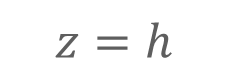 z = h